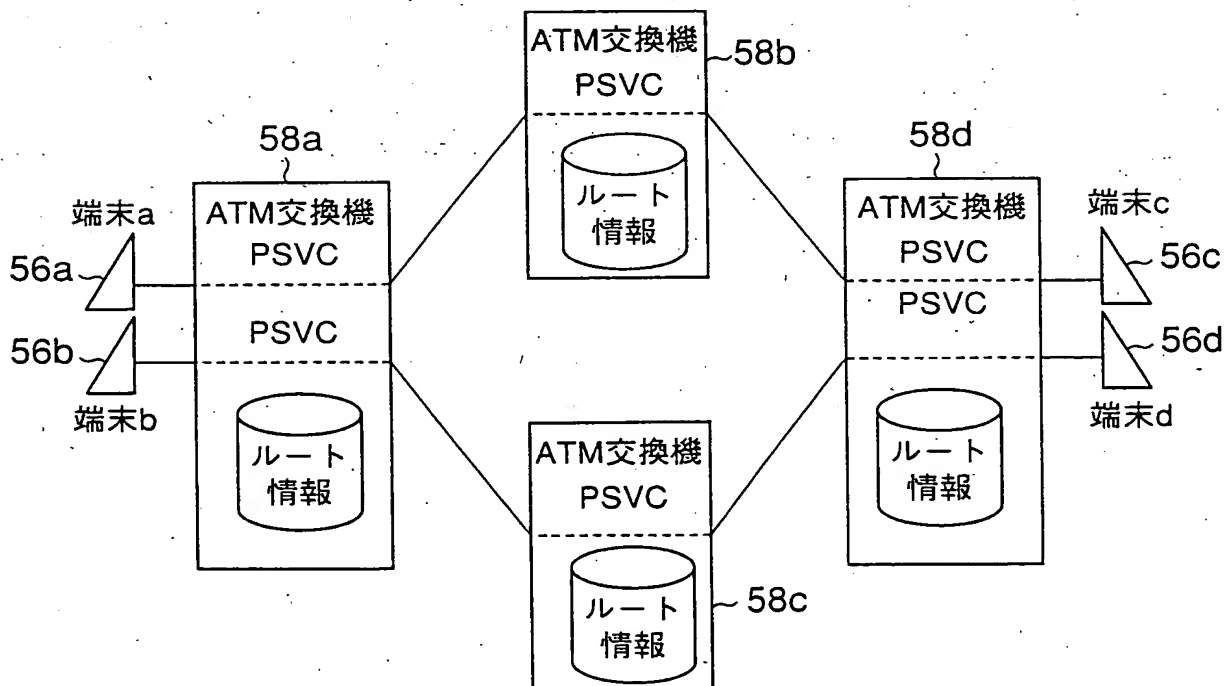 ATM交換機
PSVC
58b
ルート
情報
58a
ATM交換機
PSVC
PSVC
ルート
情報
端末a
56a
56b
端末b
58d
ATM交換機
PSVC
PSVC
ルート
情報
端末c
56c
56d
端末d
ATM交換機
PSVC
ルート
情報
58c